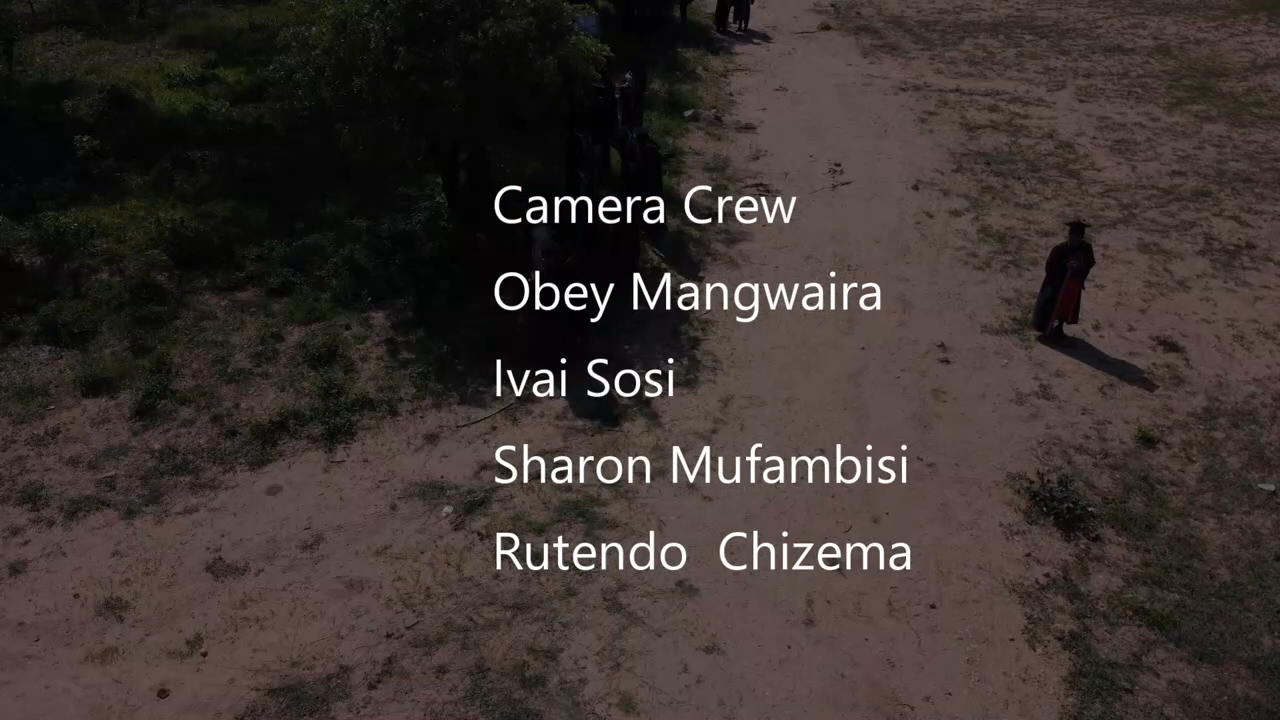 Camera Crew
Obey Mangwaira
Ivai Sosi
Sharon Mufambisi
Rutendo  Chizema